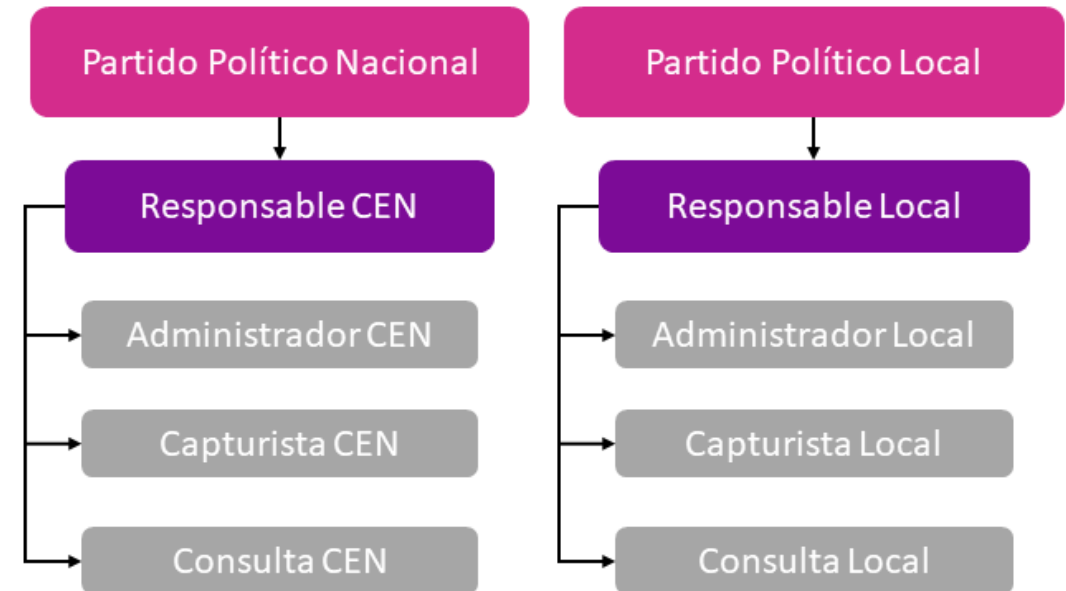 Partido Político Nacional
Responsable CEN
Administrador CEN
Capturista CEN
Consulta CEN
Partido Político Local
Responsable Local
Administrador Local
Capturista Local
Consulta Local